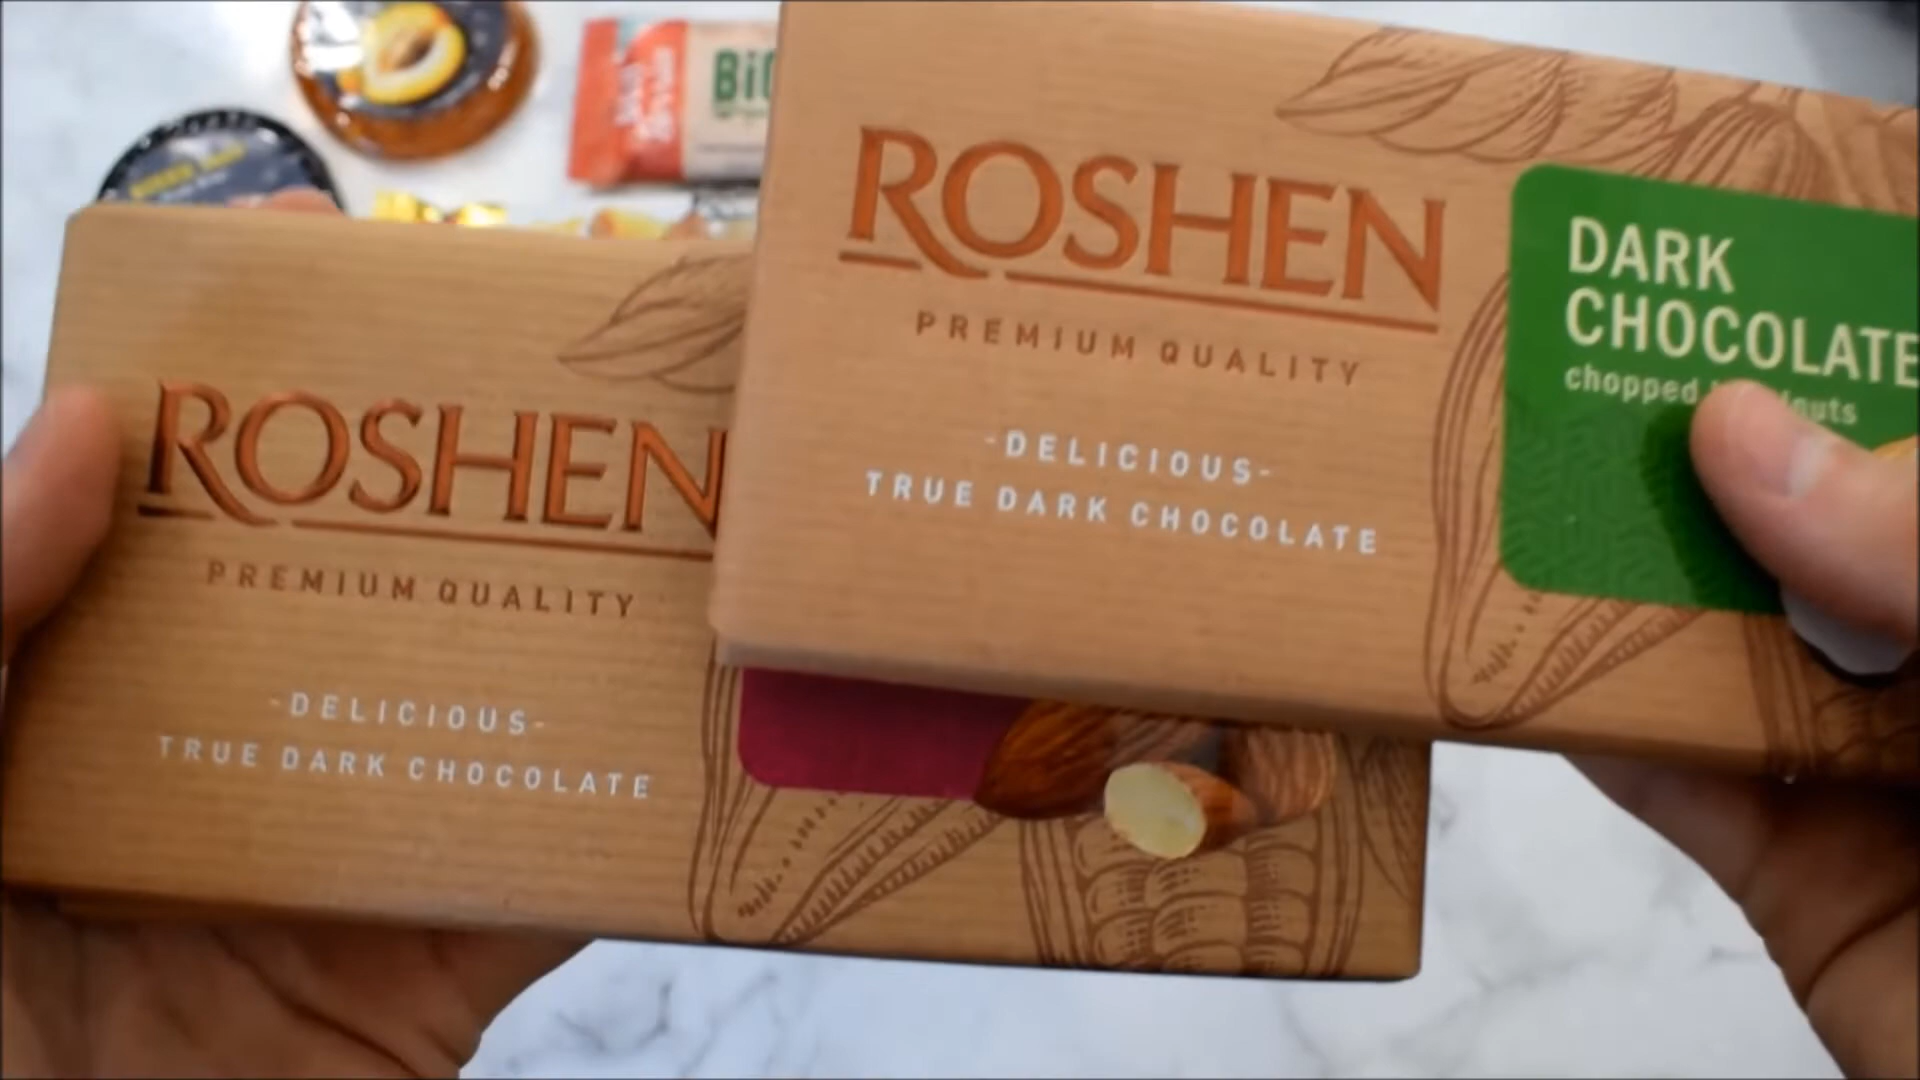 BIO
ROSHEN
PREMIUM QUALITY
-DELICIOUS-
TRUE DARK CHOCOLATE
DARK
CHOCOLATE
chopped
ROSHEN
PREMIUM QUALITY
-DELICIOUS-
TRUE DARK CHOCOLATE